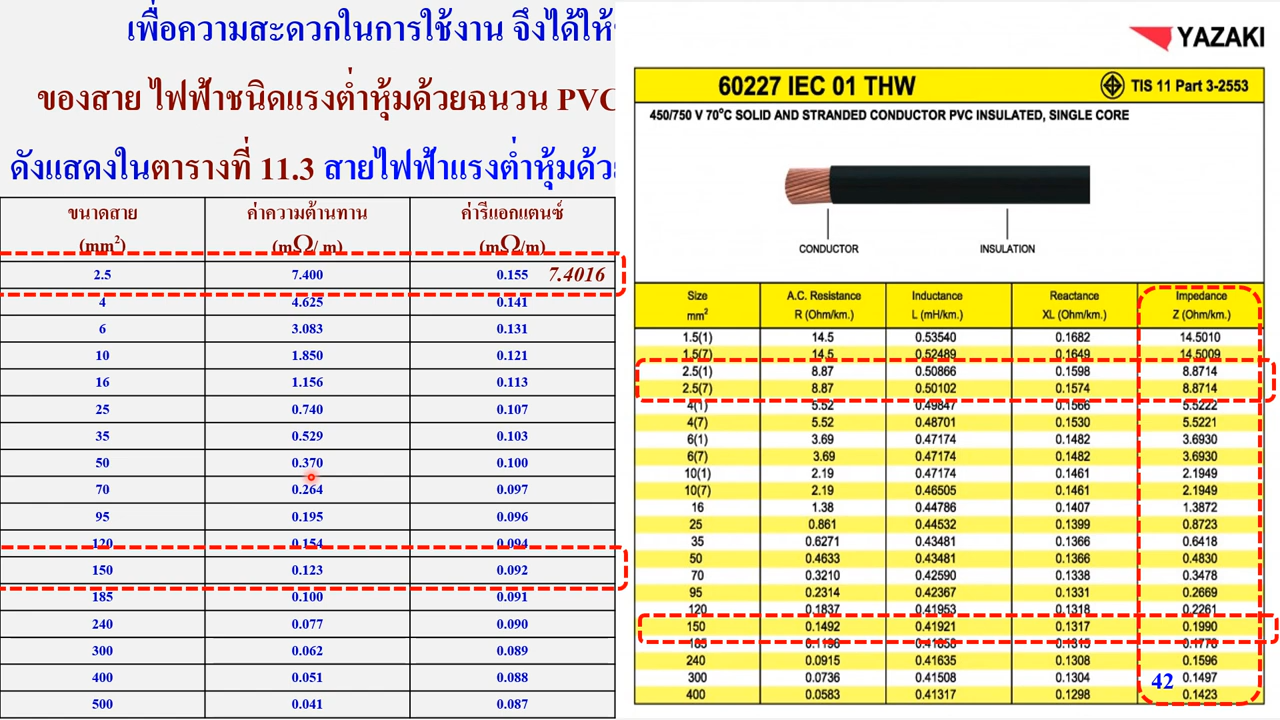 เพื่อความสะดวกในการใช้งาน จึงได้ให้
ของสาย ไฟฟ้าชนิดแรงต่ำหุ้มด้วยฉนวน PVC
ดังแสดงในตารางที่ 11.3 สายไฟฟ้าแรงต่ำหุ้มด้วย
ขนาดสาย ค่าความต้านทาน ค่ารีแอกแตนซ์
(mm²) (mΩ/ m) (mΩ/m)
2.5 7.400 0.155 7.4016
4 4.625 0.141
6 3.083 0.131
10 1.850 0.121
16 1.156 0.113
25 0.740 0.107
35 0.529 0.103
50 0.370 0.100
70 0.264 0.097
95 0.195 0.096
120 0.154 0.094
150 0.123 0.092
185 0.100 0.091
240 0.077 0.090
300 0.062 0.089
400 0.051 0.088
500 0.041 0.087
YAZAKI
60227 IEC 01 THW TIS 11 Part 3-2553
450/750 V 70°C SOLID AND STRANDED CONDUCTOR PVC INSULATED, SINGLE CORE
CONDUCTOR INSULATION
Size A.C. Resistance Inductance Reactance Impedance
mm² R (Ohm/km.) L (mH/km.) XL (Ohm/km.) Z (Ohm/km.)
1.5(1) 14.5 0.53540 0.1682 14.5010
1.5(7) 14.5 0.52489 0.1649 14.5009
2.5(1) 8.87 0.50866 0.1598 8.8714
2.5(7) 8.87 0.50102 0.1574 8.8714
4(1) 5.52 0.49847 0.1566 5.5222
4(7) 5.52 0.48701 0.1530 5.5221
6(1) 3.69 0.47174 0.1482 3.6930
6(7) 3.69 0.47174 0.1482 3.6930
10(1) 2.19 0.47174 0.1461 2.1949
10(7) 2.19 0.46505 0.1461 2.1949
16 1.38 0.44786 0.1407 1.3872
25 0.861 0.44532 0.1399 0.8723
35 0.6271 0.43481 0.1366 0.6418
50 0.4633 0.43481 0.1366 0.4830
70 0.3210 0.42590 0.1338 0.3478
95 0.2314 0.42367 0.1331 0.2669
120 0.1837 0.41953 0.1318 0.2261
150 0.1492 0.41921 0.1317 0.1990
185
240 0.0915 0.41635 0.1308 0.1596
300 0.0736 0.41508 0.1304 0.1497
400 0.0583 0.41317 0.1298 0.1423
42